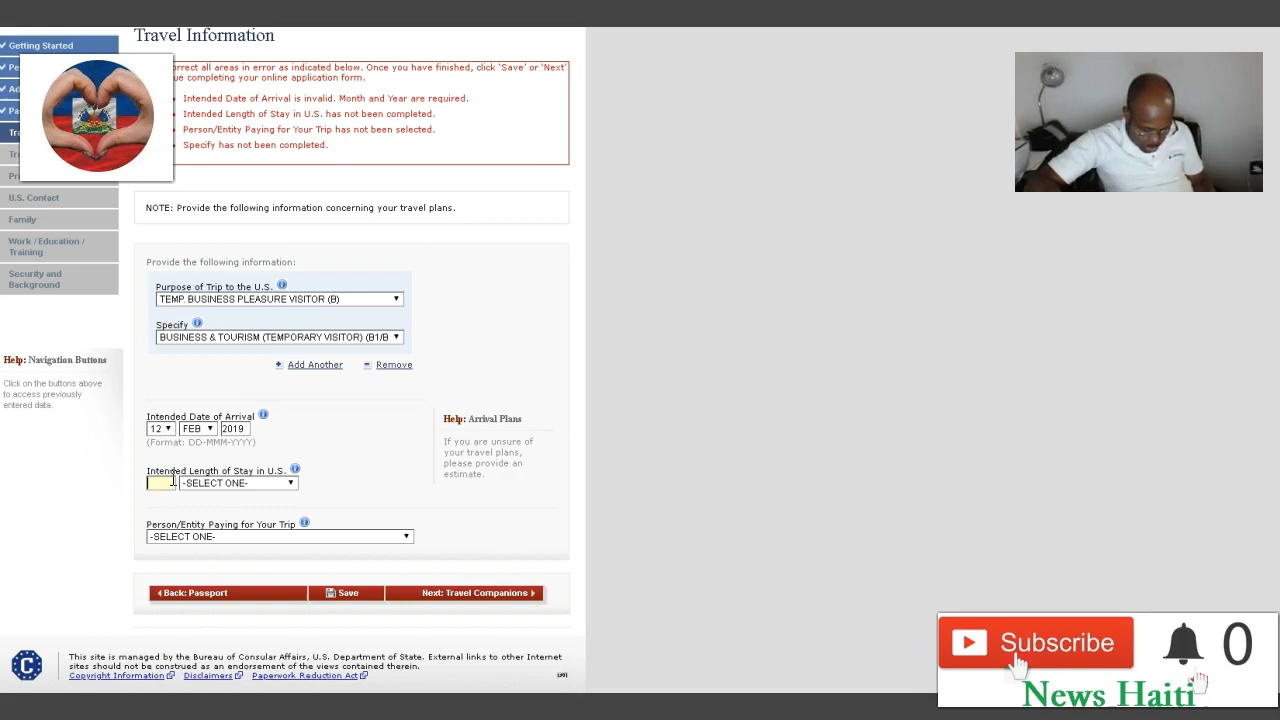 Travel Information
Getting Started
orrect all areas in error as indicated below. Once you have finished, click 'Save' or 'Next'
ue completing your online application form.
Intended Date of Arrival is invalid. Month and Year are required.
Intended Length of Stay in U.S. has not been completed.
Person/Entity Paying for Your Trip has not been selected.
Specify has not been completed.
U.S. Contact
Family
Work / Education /
Training
Security and
Background
NOTE: Provide the following information concerning your travel plans.
Provide the following information:
Purpose of Trip to the U.S.
TEMP. BUSINESS PLEASURE VISITOR (B)
Specify
BUSINESS & TOURISM (TEMPORARY VISITOR) (B1/B
Add Another
Remove
Help: Navigation Buttons
Click on the buttons above
to access previously
entered data.
Intended Date of Arrival
12 FEB 2019
(Format: DD-MMM-YYYY)
Help: Arrival Plans
If you are unsure of
your travel plans,
please provide an
estimate.
Intended Length of Stay in U.S.
-SELECT ONE-
Person/Entity Paying for Your Trip
-SELECT ONE-
Back: Passport
Save
Next: Travel Companions
This site is managed by the Bureau of Consular Affairs, U.S. Department of State. External links to other Internet
sites should not be construed as an endorsement of the views contained therein.
Copyright Information
Disclaimers
Paperwork Reduction Act
Subscribe
0
News Haiti